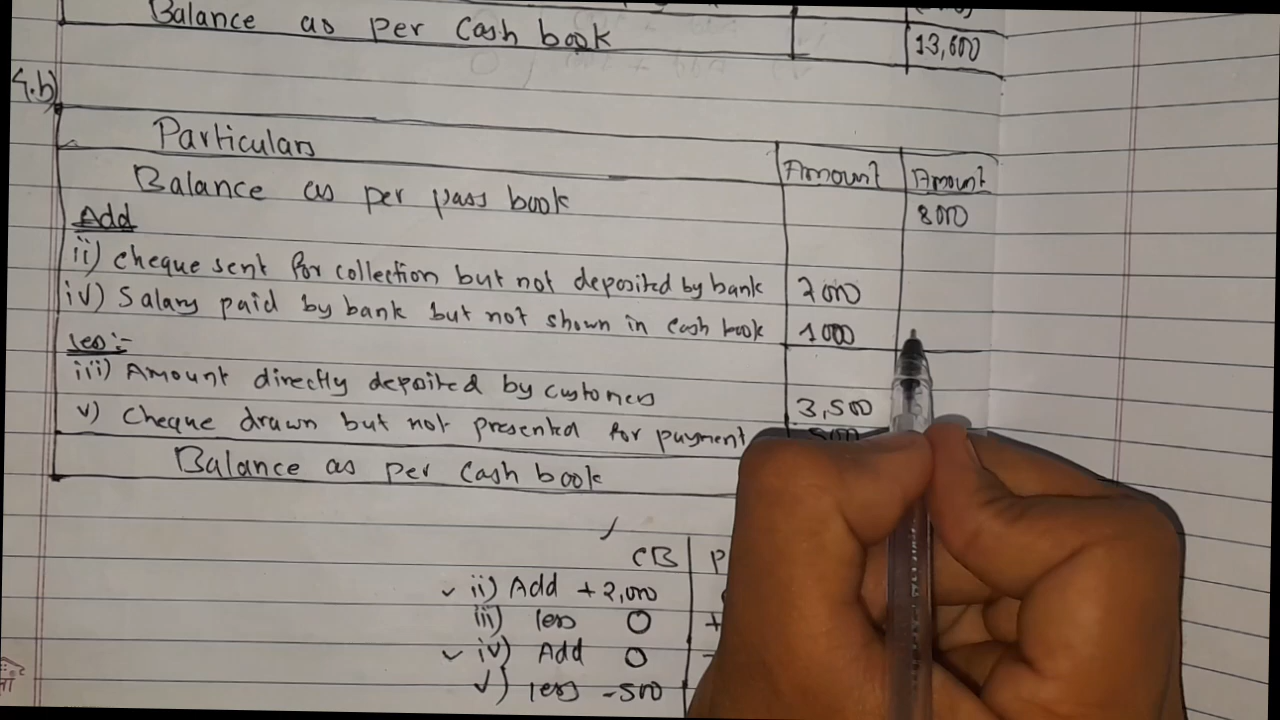 Balance as per Cash book 13,600
4.b)
Particulars Amount Amount
Balance as per pass book 8000
Add
ii) cheque sent for collection but not deposited by bank 2000
iv) Salary paid by bank but not shown in cash book 1000
less:-
iii) Amount directly deposited by customers 3,500
v) Cheque drawn but not presented for payment 500
Balance as per Cash book
CB P
✓ ii) Add +2,000
iii) less 0 +
✓ iv) Add 0 -
v) less -500